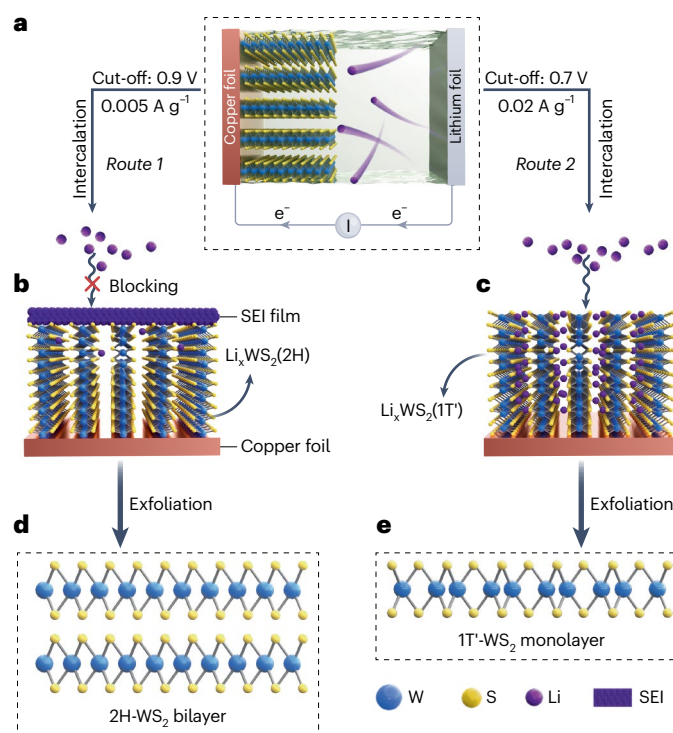 a
Cut-off: 0.9 V
0.005 A g⁻¹
Intercalation
Route 1
Copper foil
Lithium foil
e⁻
I
e⁻
Cut-off: 0.7 V
0.02 A g⁻¹
Intercalation
Route 2
b
Blocking
SEI film
LiₓWS₂(2H)
Copper foil
c
LiₓWS₂(1T′)
Exfoliation
Exfoliation
d
2H-WS₂ bilayer
e
1T′-WS₂ monolayer
W
S
Li
SEI